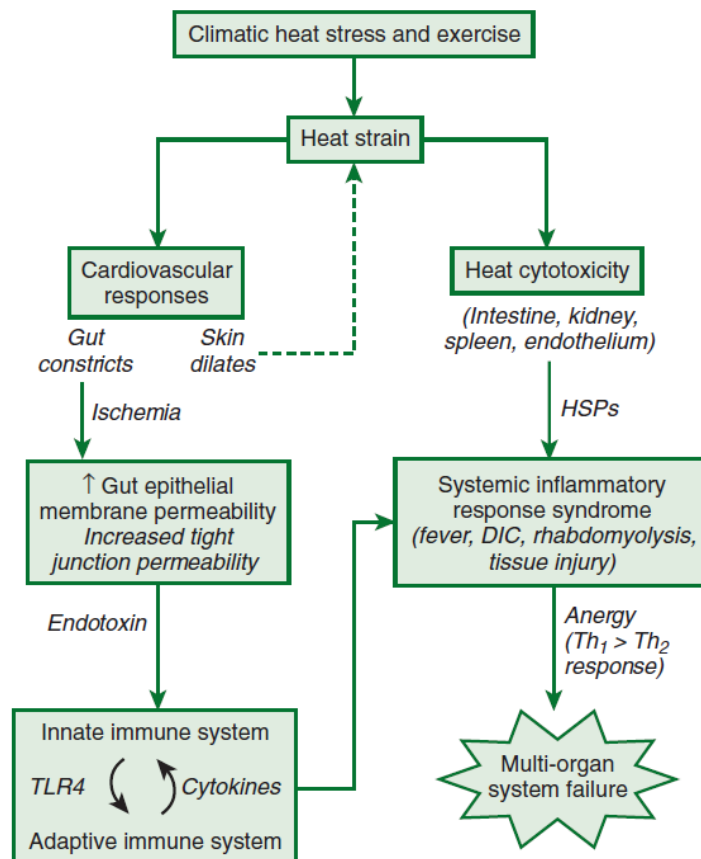 Climatic heat stress and exercise
Heat strain
Cardiovascular
responses
Gut
constricts
Skin
dilates
Ischemia
↑ Gut epithelial
membrane permeability
Increased tight
junction permeability
Endotoxin
Innate immune system
TLR4
Cytokines
Adaptive immune system
Heat cytotoxicity
(Intestine, kidney,
spleen, endothelium)
HSPs
Systemic inflammatory
response syndrome
(fever, DIC, rhabdomyolysis,
tissue injury)
Anergy
(Th₁ > Th₂
response)
Multi-organ
system failure